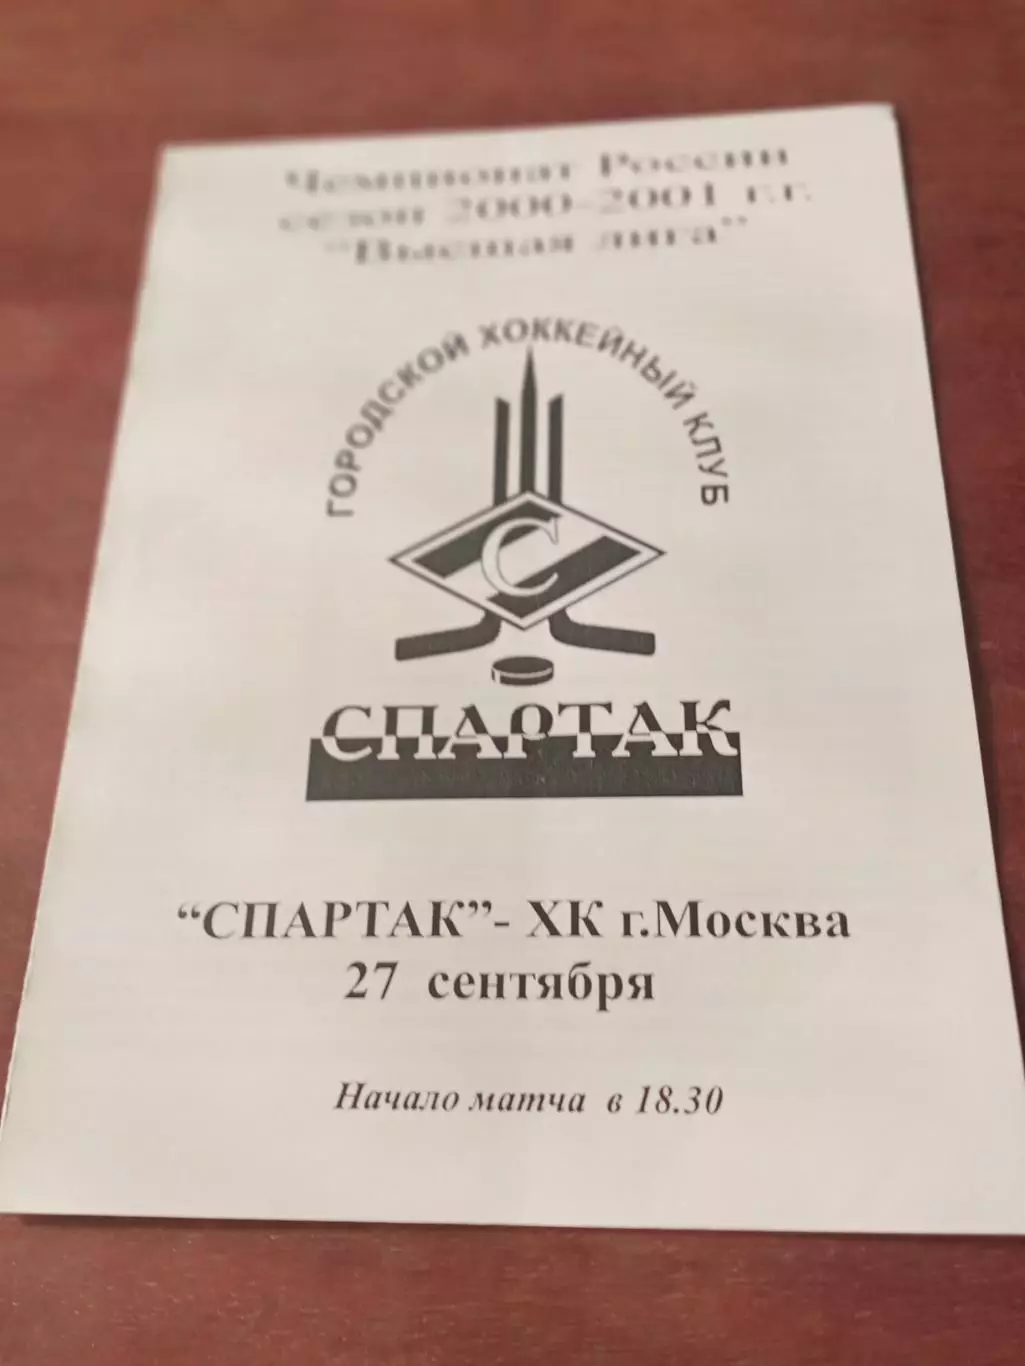 Чемпионат России
сезон 2000-2001 г.г.
"Высшая лига"
ГОРОДСКОЙ ХОККЕЙНЫЙ КЛУБ
С
СПАРТАК
“СПАРТАК”- ХК г.Москва
27 сентября
Начало матча в 18.30